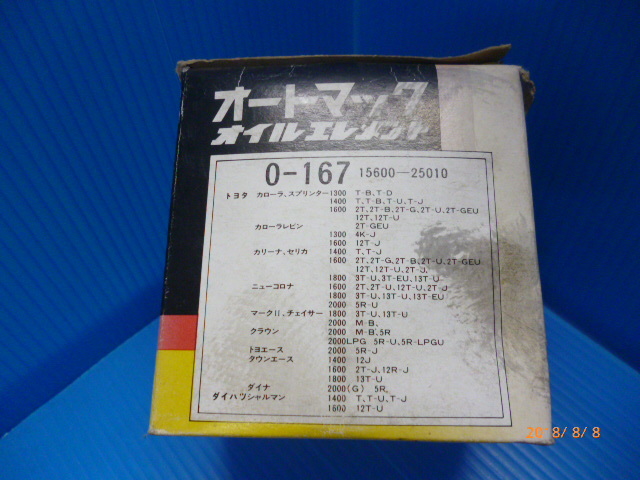 オートマック
オイルエレメント
O-167 15600-25010
トヨタ カローラ、スプリンター 1300 T-B、T-D
1400 T、T-B、T-U、T-J
1600 2T、2T-B、2T-G、2T-U、2T-GEU
12T、12T-U
カローラレビン 2T-GEU
1300 4K-J
1600 12T-J
カリーナ、セリカ 1400 T、T-J
1600 2T、2T-G、2T-B、2T-U、2T-GEU
12T、12T-U、2T-J、
1800 3T-U、3T-EU、13T-U
ニューコロナ 1600 2T、2T-U、12T-U、2T-J
1800 3T-U、13T-U、13T-EU
2000 5R-U
マークII、チェイサー 1800 3T-U、13T-U
2000 M-B、
クラウン 2000 M-B、5R
2000LPG 5R-U、5R-LPGU
トヨエース 2000 5R-J
タウンエース 1400 12J
1600 2T-J、12R-J
1800 13T-U
ダイナ 2000(G) 5R、
ダイハツシャルマン 1400 T、T-U、T-J
1600 12T-U
2018/ 8/ 8